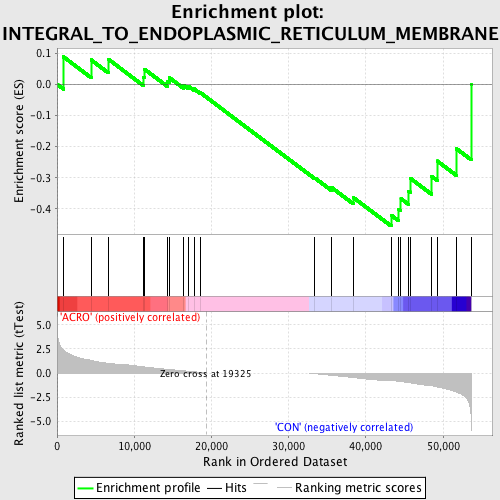 Enrichment plot:
INTEGRAL_TO_ENDOPLASMIC_RETICULUM_MEMBRANE
Enrichment score (ES)
0.1
0.0
-0.1
-0.2
-0.3
-0.4
'ACRO' (positively correlated)
Ranked list metric (tTest)
5.0
2.5
0.0
-2.5
-5.0
Zero cross at 19325
'CON' (negatively correlated)
0
10,000
20,000
30,000
40,000
50,000
Rank in Ordered Dataset
Enrichment profile
Hits
Ranking metric scores